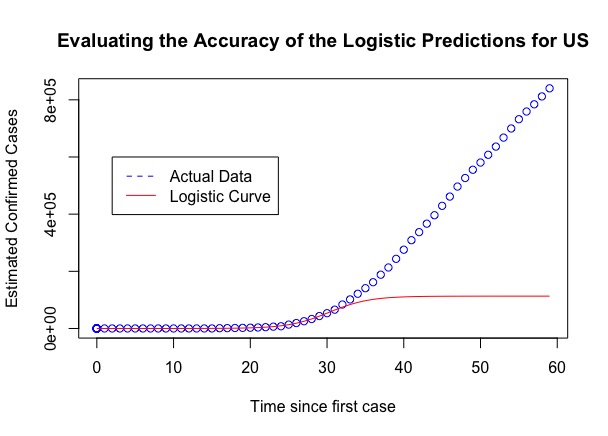 Evaluating the Accuracy of the Logistic Predictions for US
Estimated Confirmed Cases
8e+05
4e+05
0e+00
Actual Data
Logistic Curve
0 10 20 30 40 50 60
Time since first case